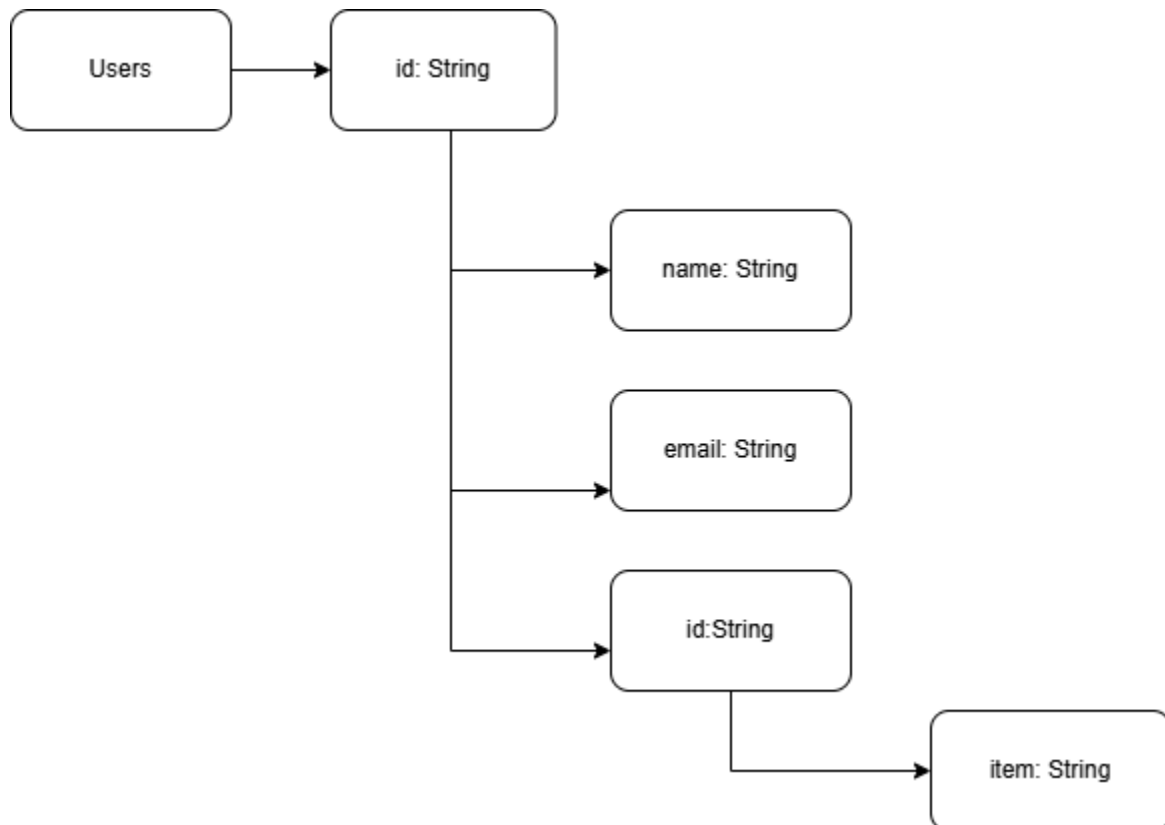 Users
id: String
name: String
email: String
id:String
item: String